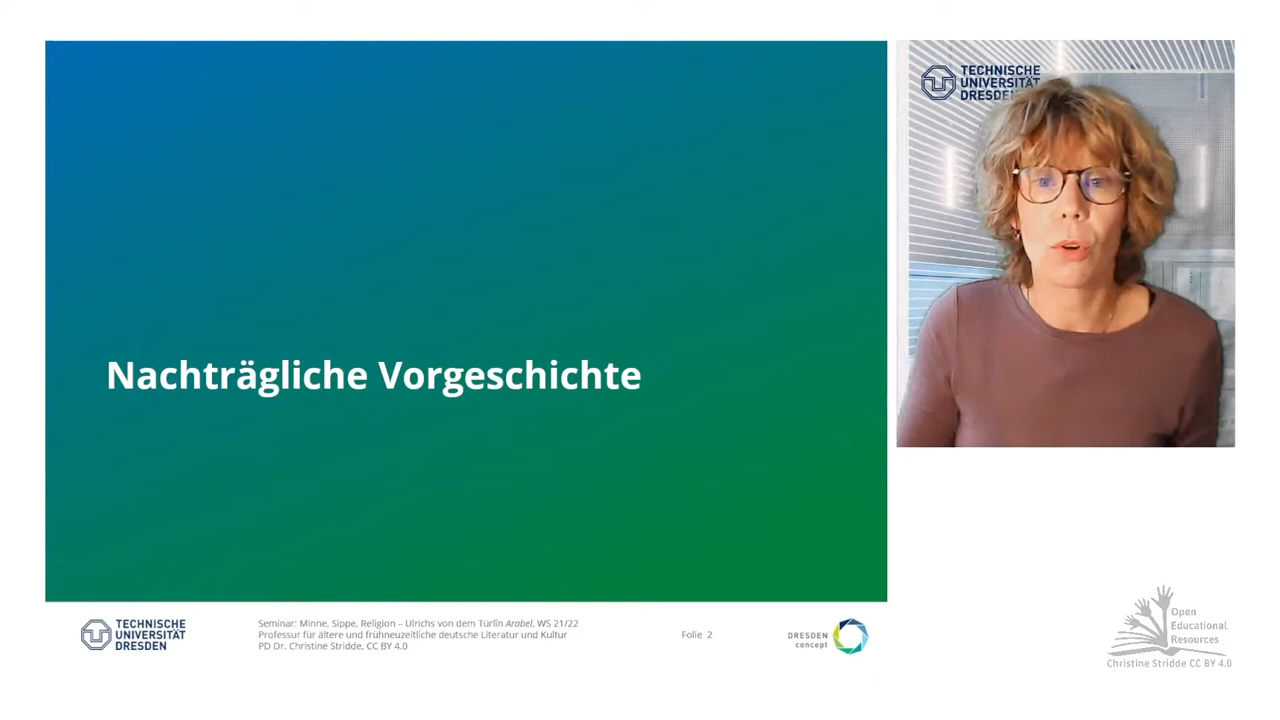 TECHNISCHE
UNIVERSITÄT
DRESDEN
Nachträgliche Vorgeschichte
TECHNISCHE
UNIVERSITÄT
DRESDEN
Seminar: Minne, Sippe, Religion – Ulrichs von dem Türlîn Arabel, WS 21/22
Professur für ältere und frühneuzeitliche deutsche Literatur und Kultur
PD Dr. Christine Stridde, CC BY 4.0
Folie 2
DRESDEN
concept
Open
Educational
Resources
Christine Stridde CC BY 4.0